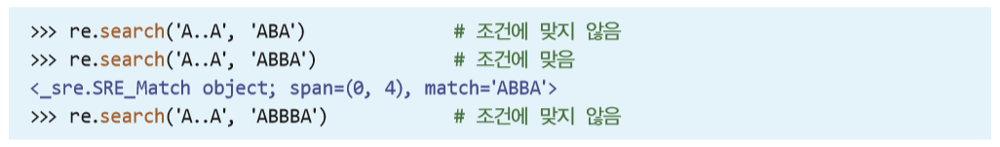 >>> re.search('A..A', 'ABA') # 조건에 맞지 않음
>>> re.search('A..A', 'ABBA') # 조건에 맞음
<_sre.SRE_Match object; span=(0, 4), match='ABBA'>
>>> re.search('A..A', 'ABBBA') # 조건에 맞지 않음